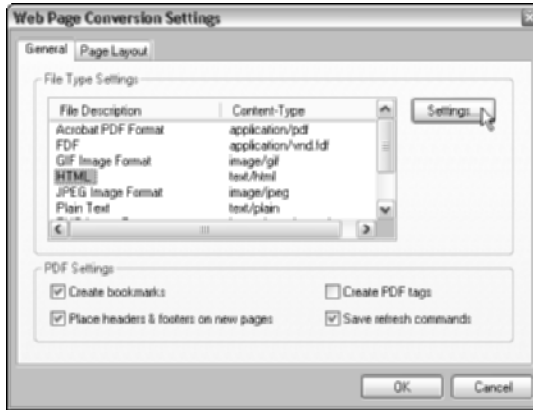 Web Page Conversion Settings
General Page Layout
File Type Settings
File Description Content-Type
Settings...
Acrobat PDF Format application/pdf
FDF application/vnd.fdf
GIF Image Format image/gif
HTML text/html
JPEG Image Format image/jpeg
Plain Text text/plain
PDF Settings
Create bookmarks Create PDF tags
Place headers & footers on new pages Save refresh commands
OK Cancel